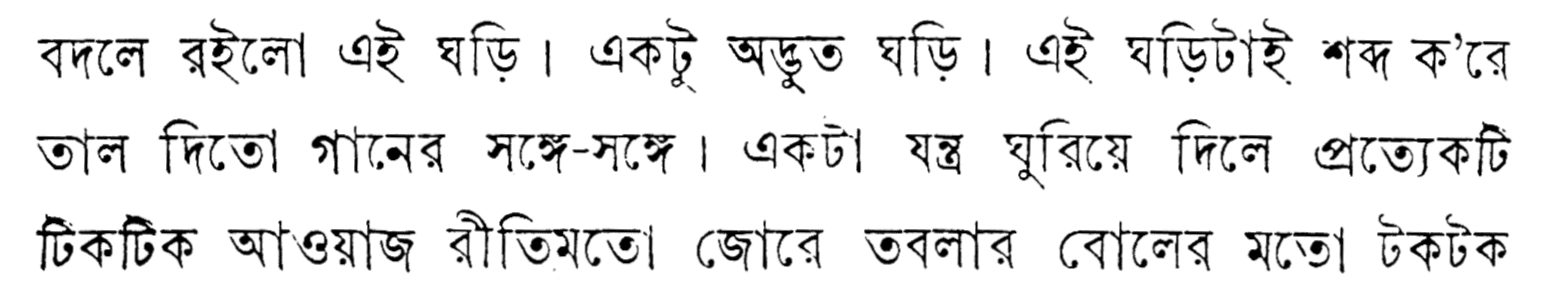 বদলে রইলো এই ঘড়ি। একটু অদ্ভুত ঘড়ি। এই ঘড়িটাই শব্দ ক’রে
তাল দিতো গানের সঙ্গে-সঙ্গে। একটা যন্ত্র ঘুরিয়ে দিলে প্রত্যেকটি
টিকটিক আওয়াজ রীতিমতো জোরে তবলার বোলের মতো টকটক